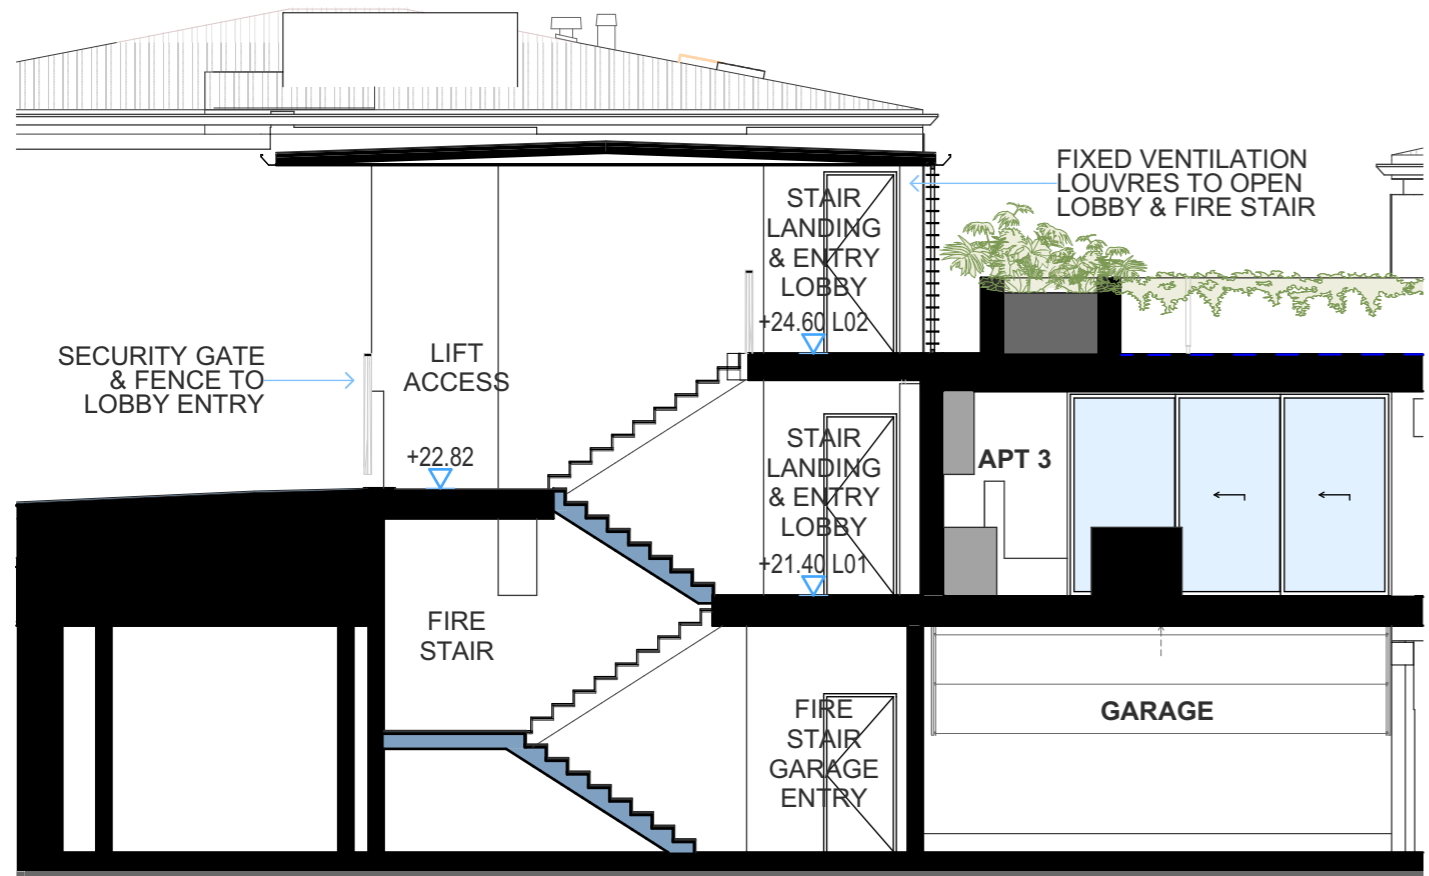 FIXED VENTILATION
LOUVRES TO OPEN
LOBBY & FIRE STAIR
STAIR
LANDING
& ENTRY
LOBBY
+24.60 L02
SECURITY GATE
& FENCE TO
LOBBY ENTRY
LIFT
ACCESS
+22.82
STAIR
LANDING
& ENTRY
LOBBY
+21.40 L01
APT 3
FIRE
STAIR
FIRE
STAIR
GARAGE
ENTRY
GARAGE